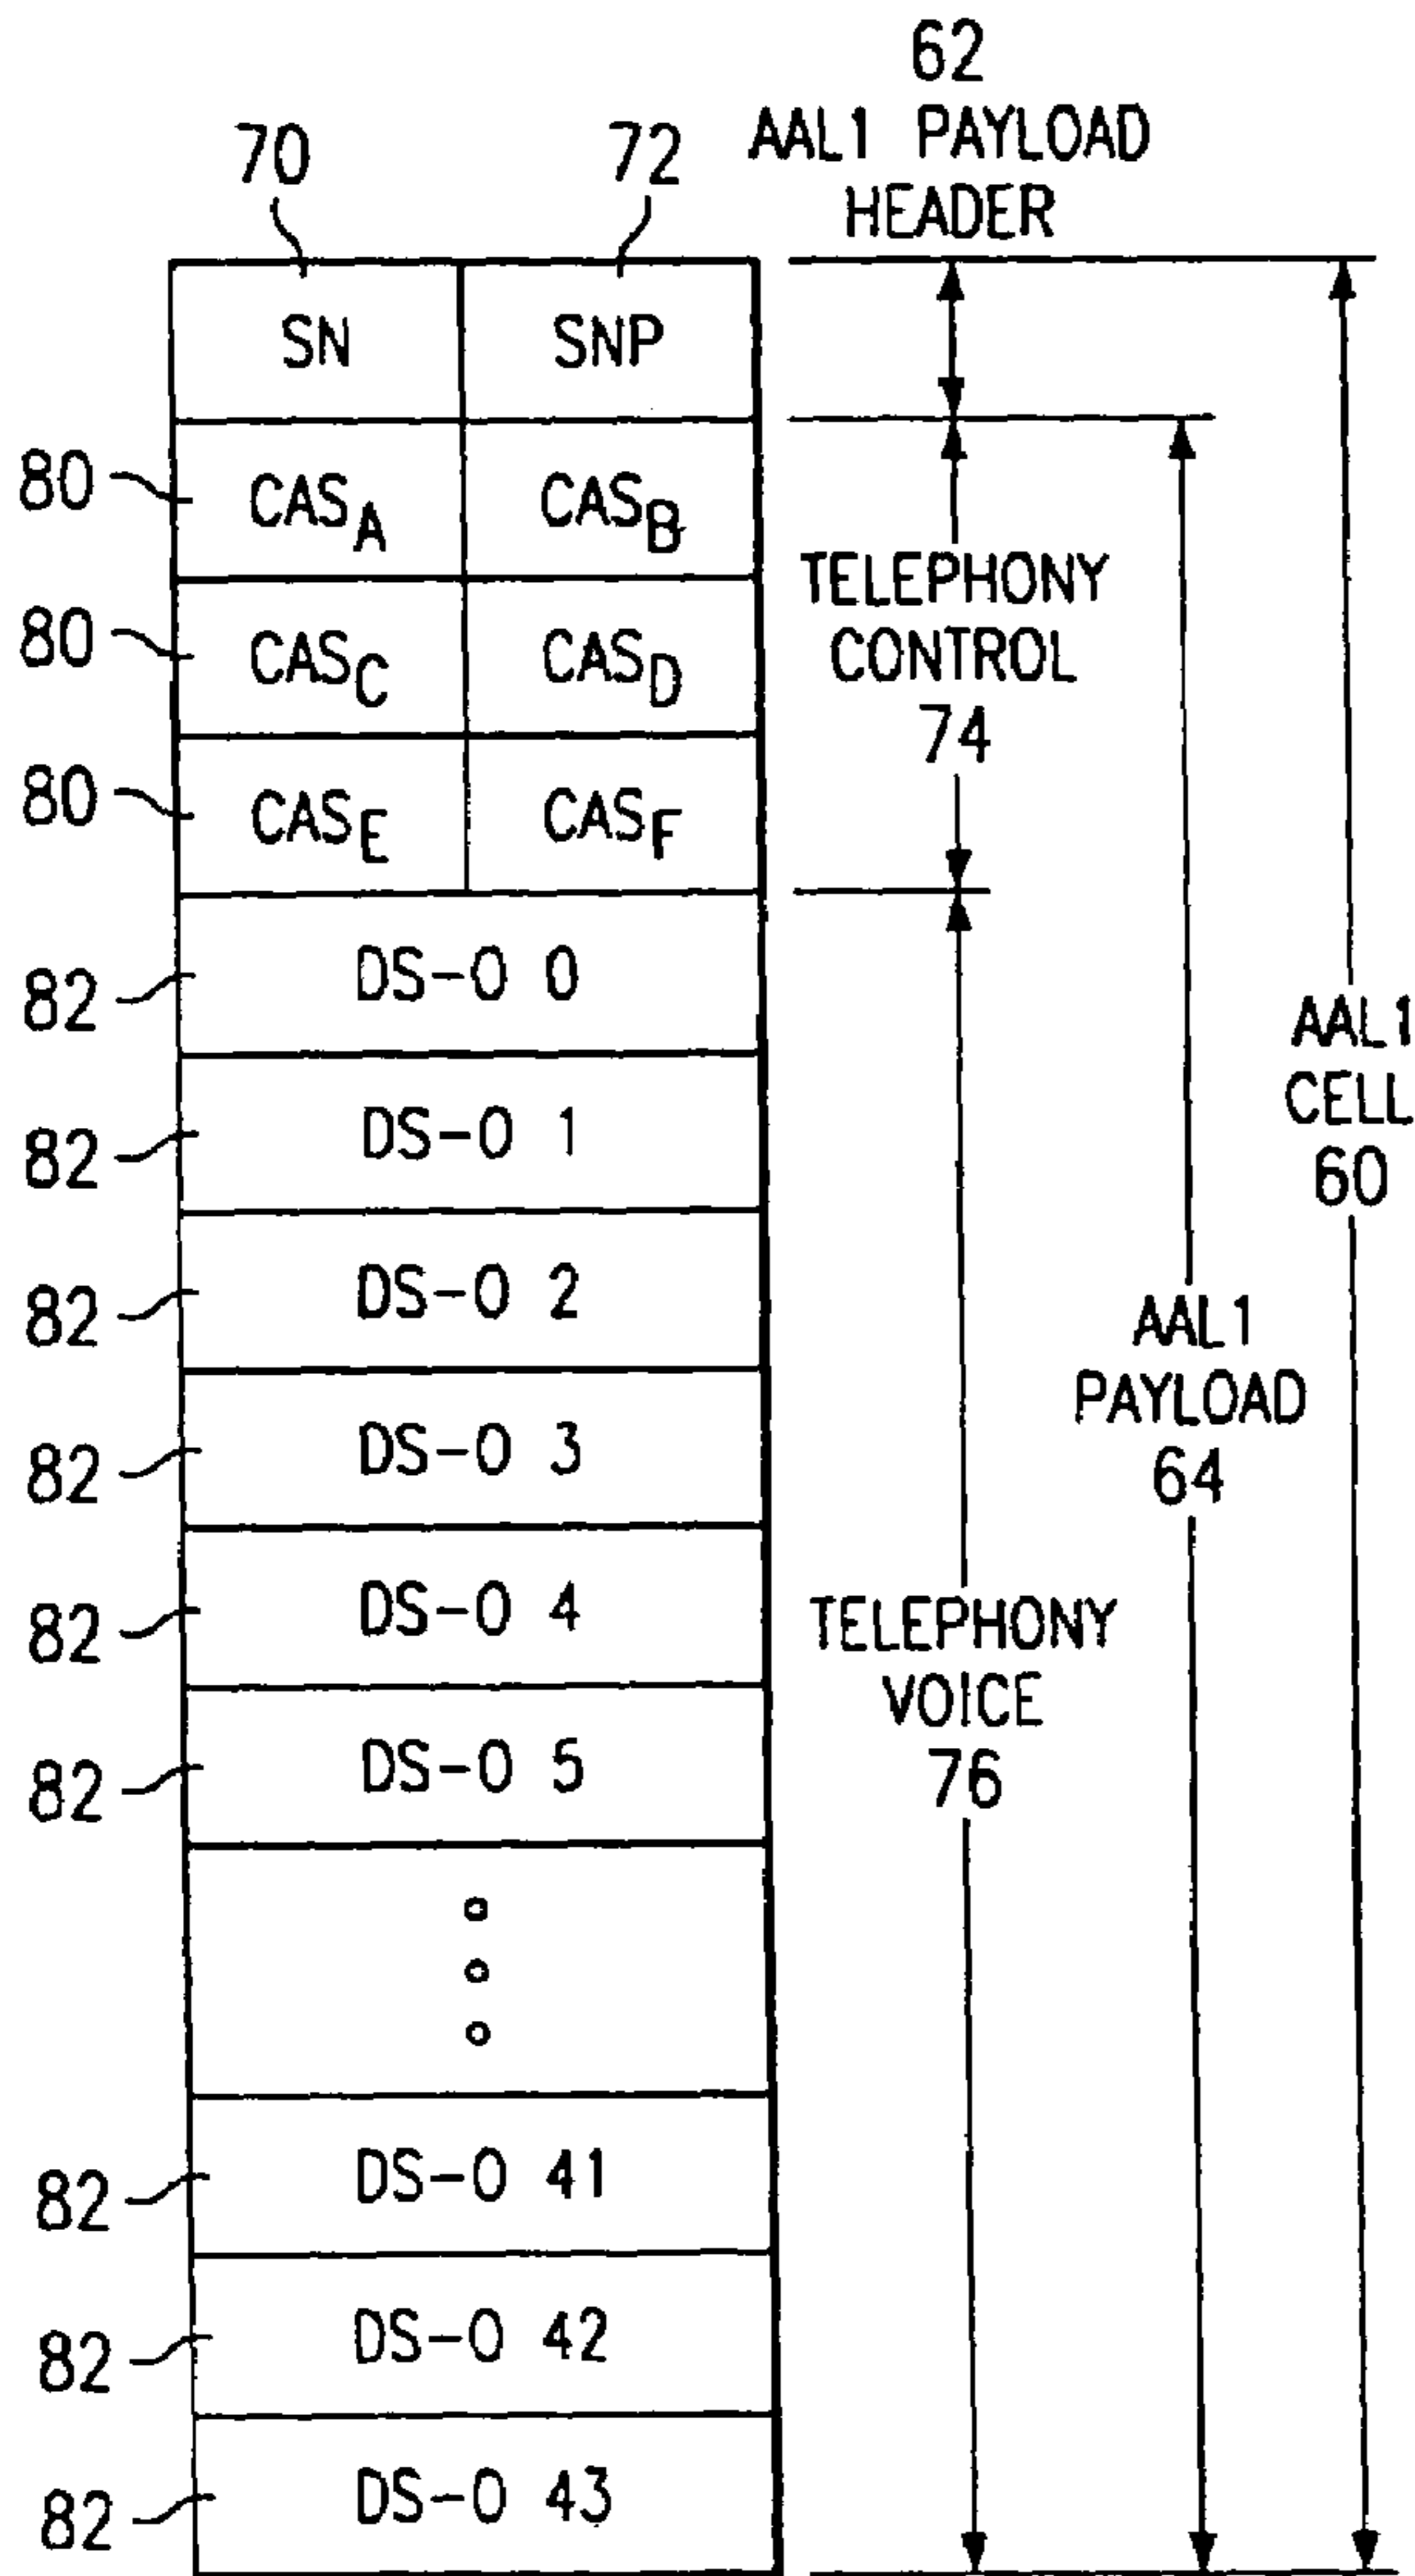 62
AAL1 PAYLOAD
HEADER
70
72
SN
SNP
80
CASA
CASB
80
CASC
CASD
TELEPHONY
CONTROL
74
80
CASE
CASF
82
DS-0 0
82
DS-0 1
AAL1
CELL
60
82
DS-0 2
AAL1
PAYLOAD
64
82
DS-0 3
82
DS-0 4
TELEPHONY
VOICE
76
82
DS-0 5
82
DS-0 41
82
DS-0 42
82
DS-0 43